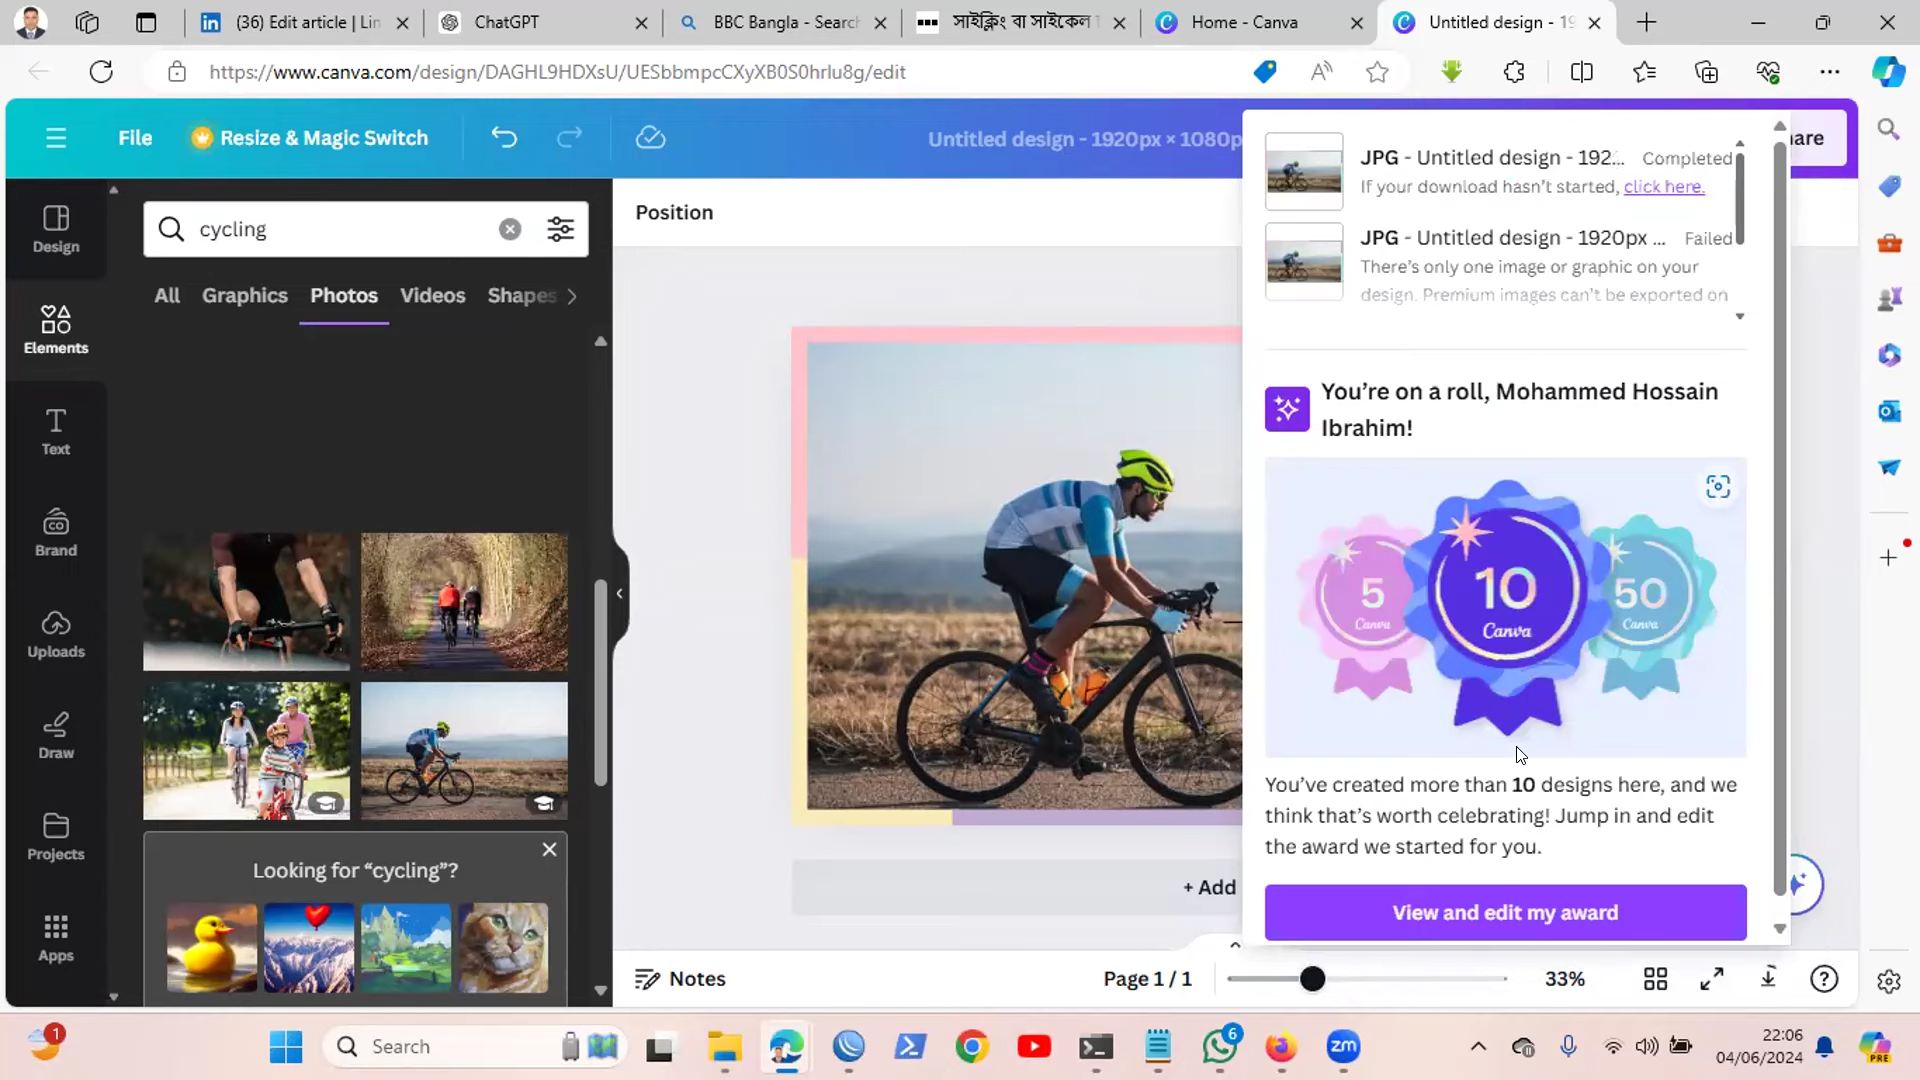 (36) Edit article | Lin
ChatGPT
BBC Bangla - Search
সাইক্লিং বা সাইকেল
Home - Canva
Untitled design - 19
https://www.canva.com/design/DAGHL9HDXsU/UESbbmpcCXyXB0S0hrlu8g/edit
File
Resize & Magic Switch
Untitled design - 1920px × 1080p
are
Design
Elements
Text
Brand
Uploads
Draw
Projects
Apps
cycling
All
Graphics
Photos
Videos
Shapes
Looking for “cycling”?
Position
JPG - Untitled design - 192... Completed
If your download hasn’t started, click here.
JPG - Untitled design - 1920px ... Failed
There’s only one image or graphic on your
design. Premium images can’t be exported on
You’re on a roll, Mohammed Hossain
Ibrahim!
5
Canva
10
Canva
50
Canva
You’ve created more than 10 designs here, and we
think that’s worth celebrating! Jump in and edit
the award we started for you.
View and edit my award
+ Add
Notes
Page 1 / 1
33%
1
Search
6
zm
22:06
04/06/2024
PRE